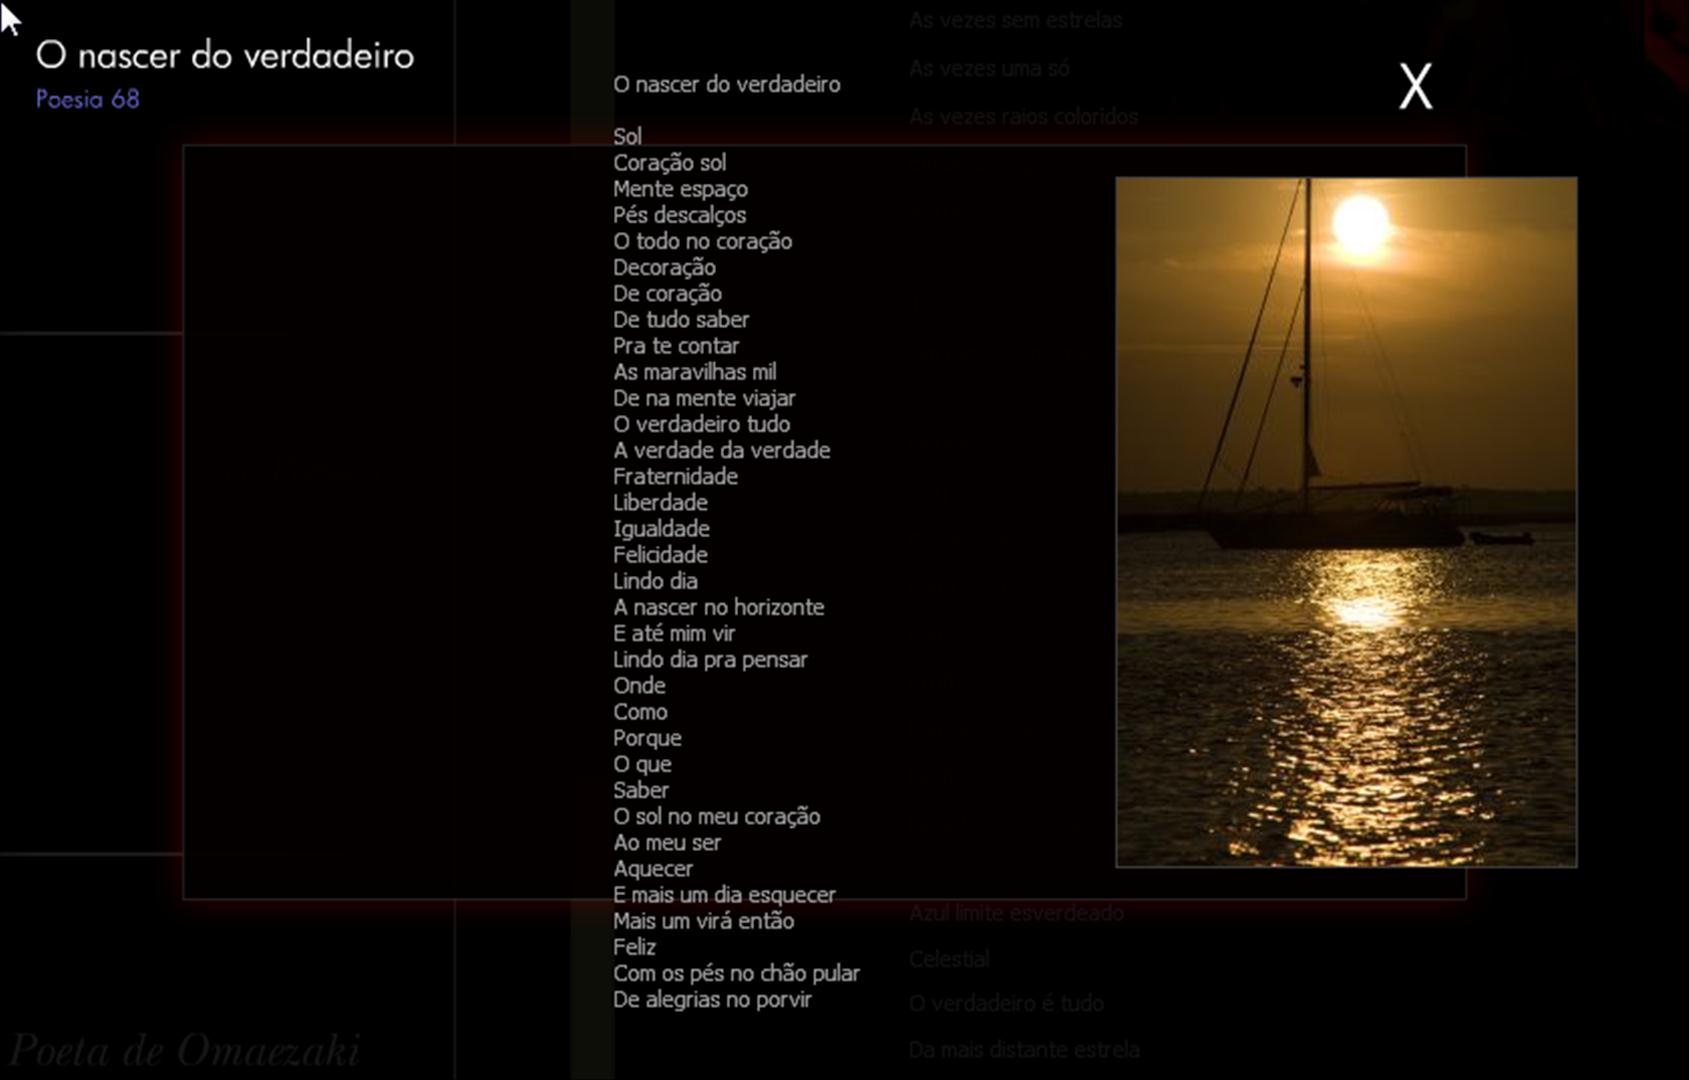 O nascer do verdadeiro
Poesia 68
X
O nascer do verdadeiro
Sol
Coração sol
Mente espaço
Pés descalços
O todo no coração
Decoração
De coração
De tudo saber
Pra te contar
As maravilhas mil
De na mente viajar
O verdadeiro tudo
A verdade da verdade
Fraternidade
Liberdade
Igualdade
Felicidade
Lindo dia
A nascer no horizonte
E até mim vir
Lindo dia pra pensar
Onde
Como
Porque
O que
Saber
O sol no meu coração
Ao meu ser
Aquecer
E mais um dia esquecer
Mais um virá então
Feliz
Com os pés no chão pular
De alegrias no porvir
As vezes sem estrelas
As vezes uma só
As vezes raios coloridos
Azul limite esverdeado
Celestial
O verdadeiro é tudo
Da mais distante estrela
Poeta de Omaezaki